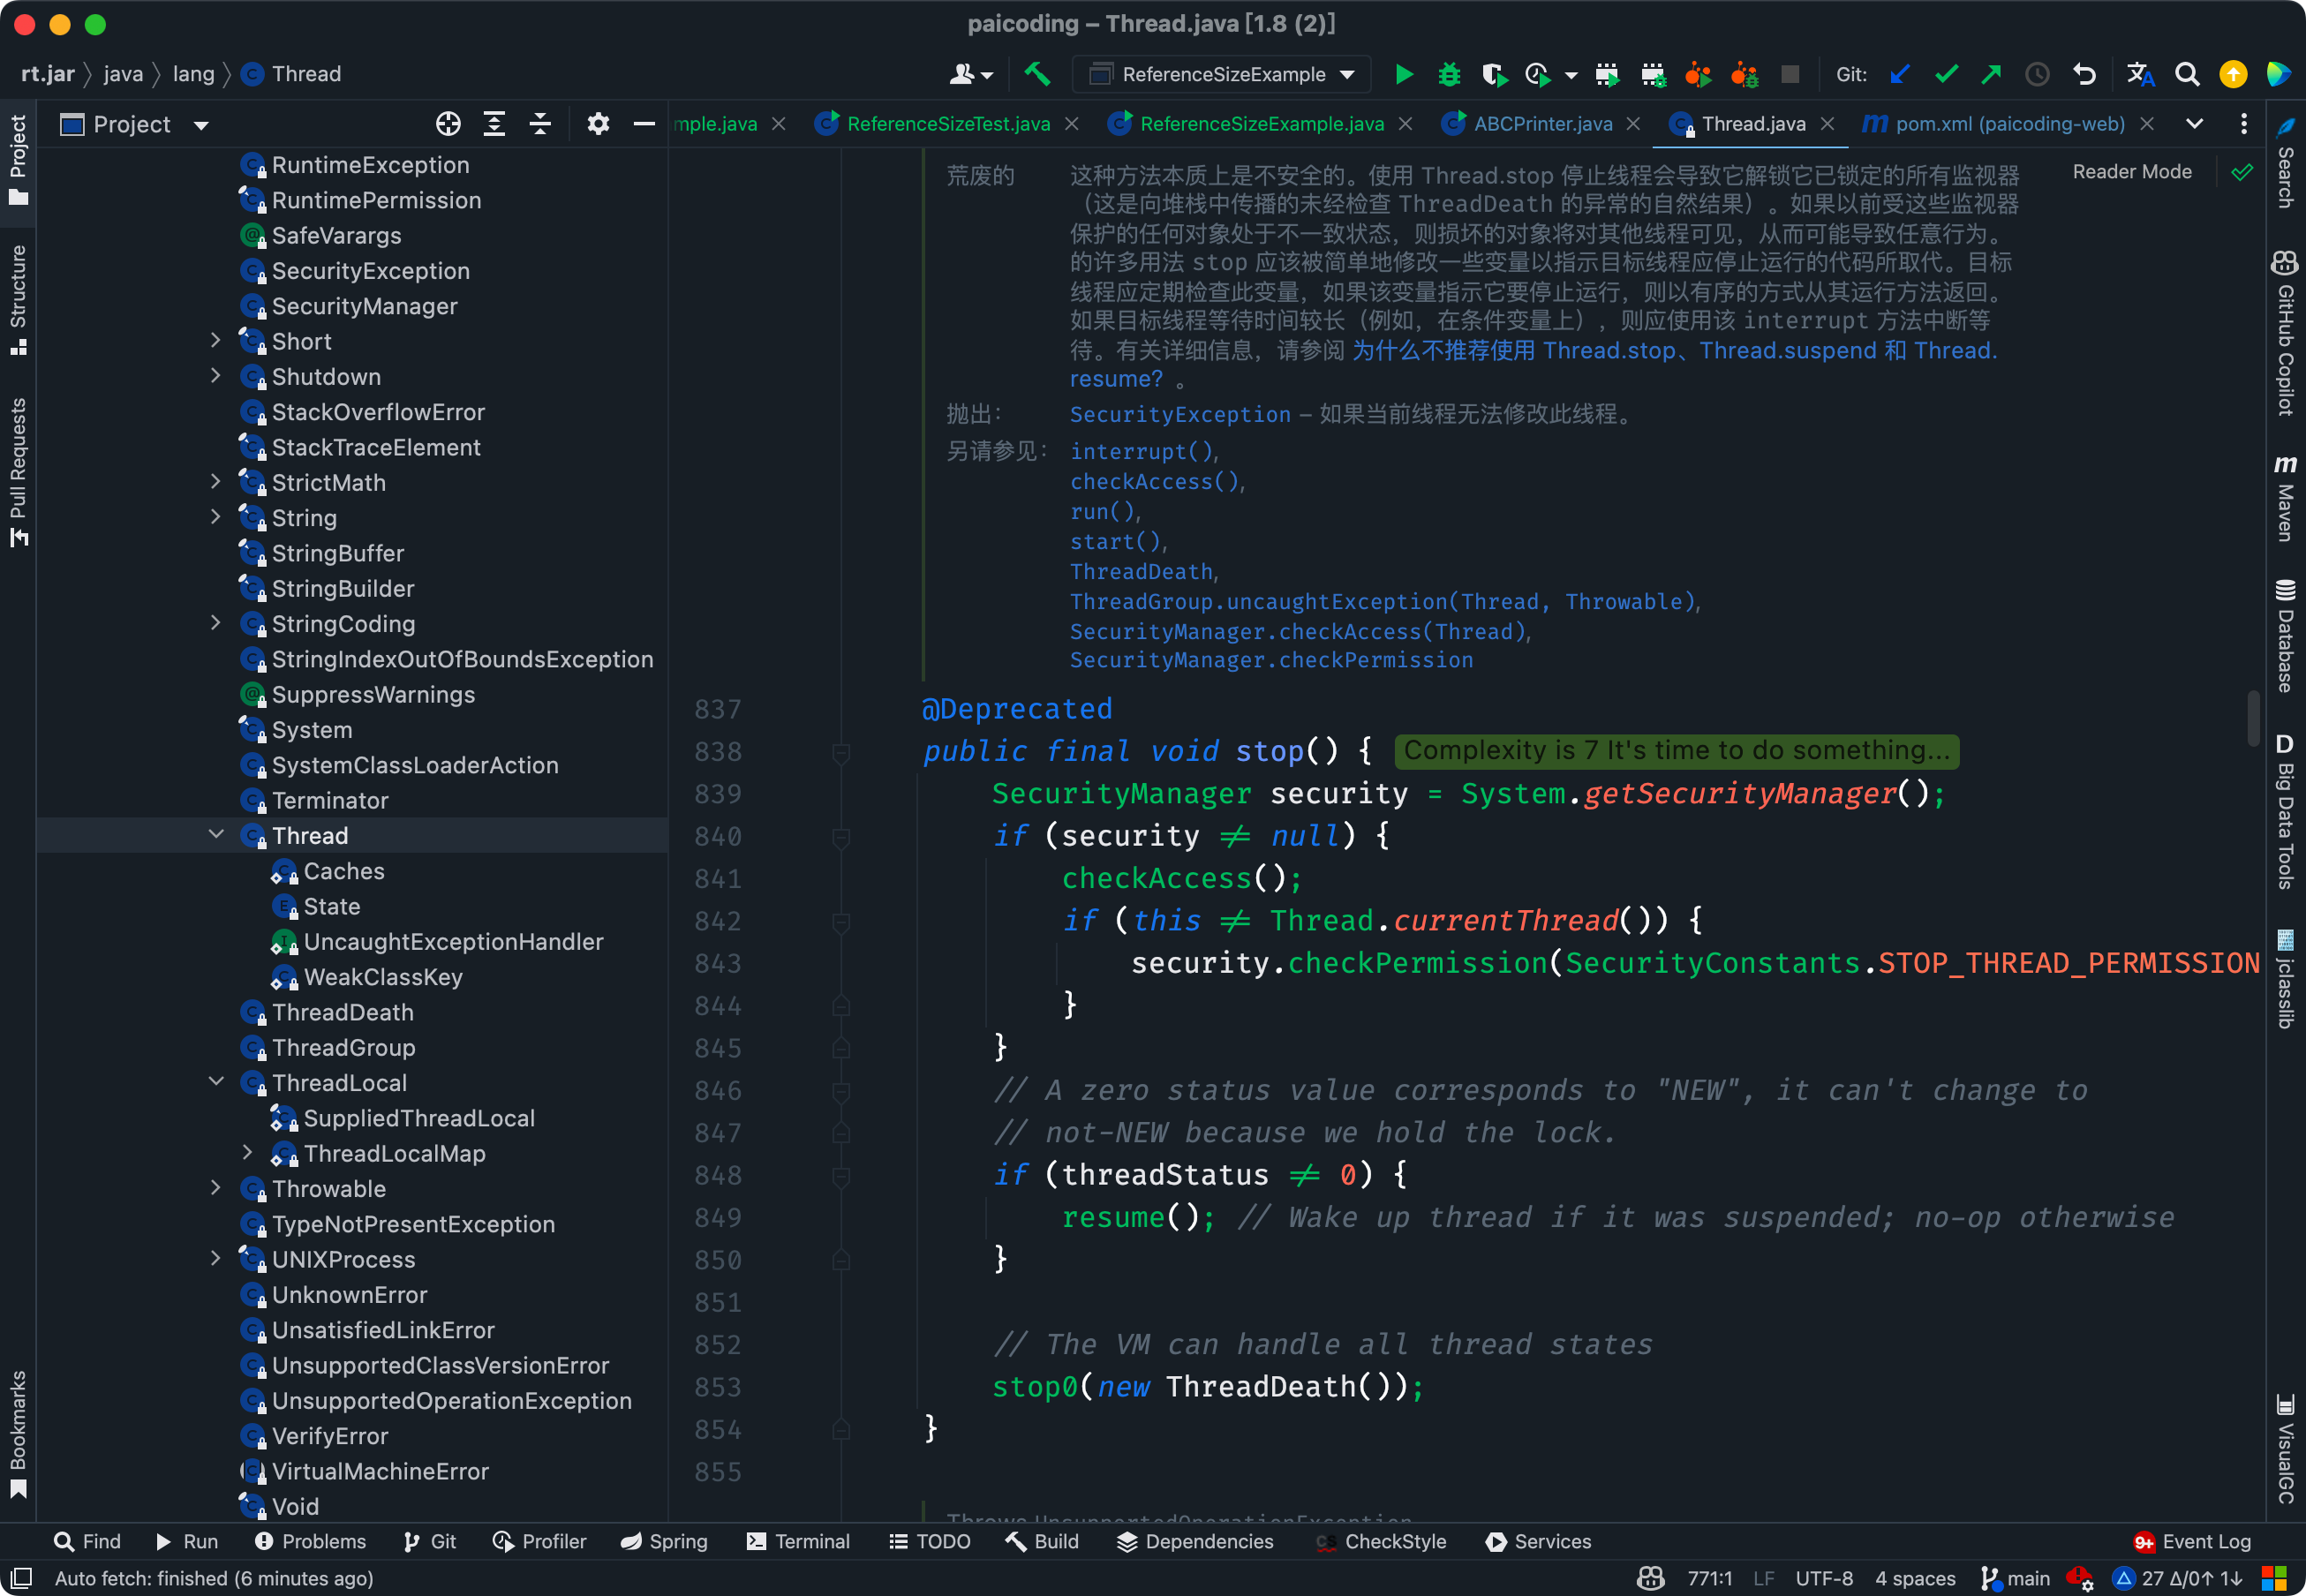 paicoding – Thread.java [1.8 (2)]
rt.jar java lang Thread
ReferenceSizeExample
Git:
Project
mple.java
ReferenceSizeTest.java
ReferenceSizeExample.java
ABCPrinter.java
Thread.java
pom.xml (paicoding-web)
Project
Structure
Pull Requests
Bookmarks
RuntimeException
RuntimePermission
SafeVarargs
SecurityException
SecurityManager
Short
Shutdown
StackOverflowError
StackTraceElement
StrictMath
String
StringBuffer
StringBuilder
StringCoding
StringIndexOutOfBoundsException
SuppressWarnings
System
SystemClassLoaderAction
Terminator
Thread
Caches
State
UncaughtExceptionHandler
WeakClassKey
ThreadDeath
ThreadGroup
ThreadLocal
SuppliedThreadLocal
ThreadLocalMap
Throwable
TypeNotPresentException
UNIXProcess
UnknownError
UnsatisfiedLinkError
UnsupportedClassVersionError
UnsupportedOperationException
VerifyError
VirtualMachineError
Void
Reader Mode
荒废的 这种方法本质上是不安全的。使用 Thread.stop 停止线程会导致它解锁它已锁定的所有监视器
（这是向堆栈中传播的未经检查 ThreadDeath 的异常的自然结果）。如果以前受这些监视器
保护的任何对象处于不一致状态，则损坏的对象将对其他线程可见，从而可能导致任意行为。
的许多用法 stop 应该被简单地修改一些变量以指示目标线程应停止运行的代码所取代。目标
线程应定期检查此变量，如果该变量指示它要停止运行，则以有序的方式从其运行方法返回。
如果目标线程等待时间较长（例如，在条件变量上），则应使用该 interrupt 方法中断等
待。有关详细信息，请参阅 为什么不推荐使用 Thread.stop、Thread.suspend 和 Thread.
resume? 。
抛出： SecurityException – 如果当前线程无法修改此线程。
另请参见： interrupt(),
checkAccess(),
run(),
start(),
ThreadDeath,
ThreadGroup.uncaughtException(Thread, Throwable),
SecurityManager.checkAccess(Thread),
SecurityManager.checkPermission
837 @Deprecated
838 public final void stop() { Complexity is 7 It's time to do something...
839 SecurityManager security = System.getSecurityManager();
840 if (security ≠ null) {
841 checkAccess();
842 if (this ≠ Thread.currentThread()) {
843 security.checkPermission(SecurityConstants.STOP_THREAD_PERMISSION
844 }
845 }
846 // A zero status value corresponds to "NEW", it can't change to
847 // not-NEW because we hold the lock.
848 if (threadStatus ≠ 0) {
849 resume(); // Wake up thread if it was suspended; no-op otherwise
850 }
851
852 // The VM can handle all thread states
853 stop0(new ThreadDeath());
854 }
855
Throws UnsupportedOperationException
Search
GitHub Copilot
m Maven
Database
D Big Data Tools
jclasslib
VisualGC
Find Run Problems Git Profiler Spring Terminal TODO Build Dependencies CheckStyle Services 9+ Event Log
Auto fetch: finished (6 minutes ago) 771:1 LF UTF-8 4 spaces main 27 Δ/0↑ 1↓